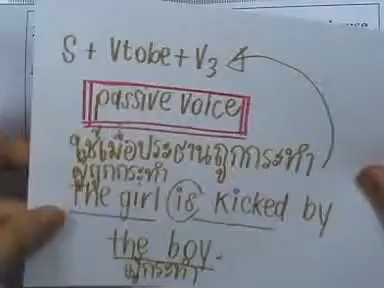 S + Vtobe + V3
passive voice
ใช้เมื่อประธานถูกกระทำ
ผู้ถูกกระทำ
the girl is kicked by
the boy.
ผู้กระทำ